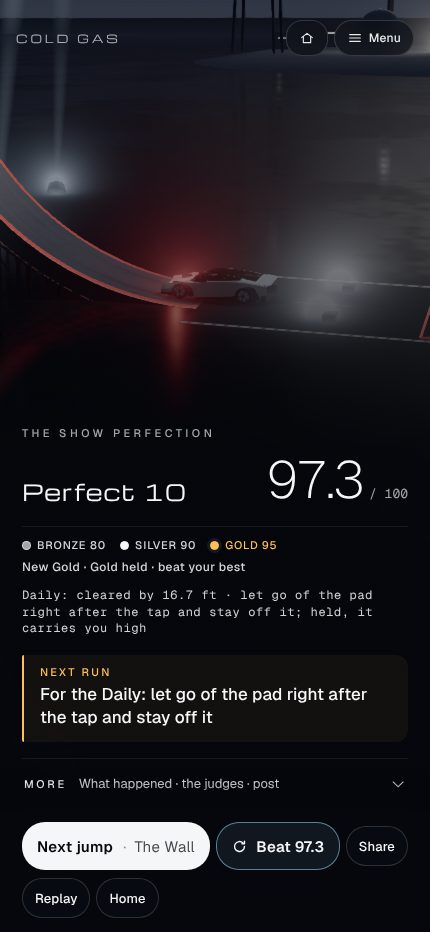 COLD GAS
Menu
THE SHOW PERFECTION
Perfect 10
97.3 / 100
BRONZE 80 SILVER 90 GOLD 95
New Gold · Gold held · beat your best
Daily: cleared by 16.7 ft · let go of the pad
right after the tap and stay off it; held, it
carries you high
NEXT RUN
For the Daily: let go of the pad right after
the tap and stay off it
MORE What happened · the judges · post
Next jump · The Wall
Beat 97.3
Share
Replay
Home